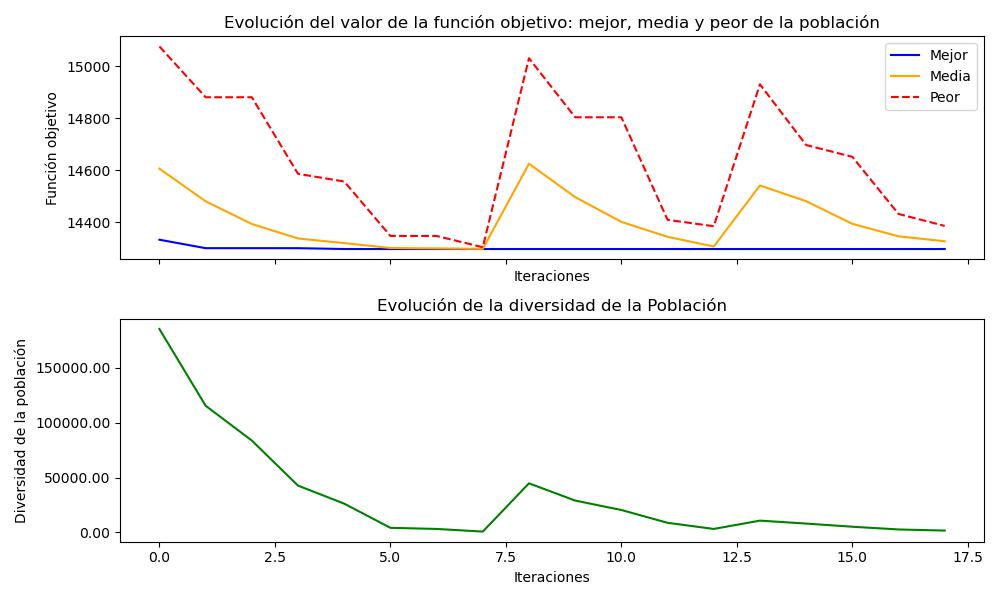 Evolución del valor de la función objetivo: mejor, media y peor de la población
Función objetivo
15000
14800
14600
14400
Mejor
Media
Peor
Iteraciones
Evolución de la diversidad de la Población
Diversidad de la población
150000.00
100000.00
50000.00
0.00
0.0 2.5 5.0 7.5 10.0 12.5 15.0 17.5
Iteraciones